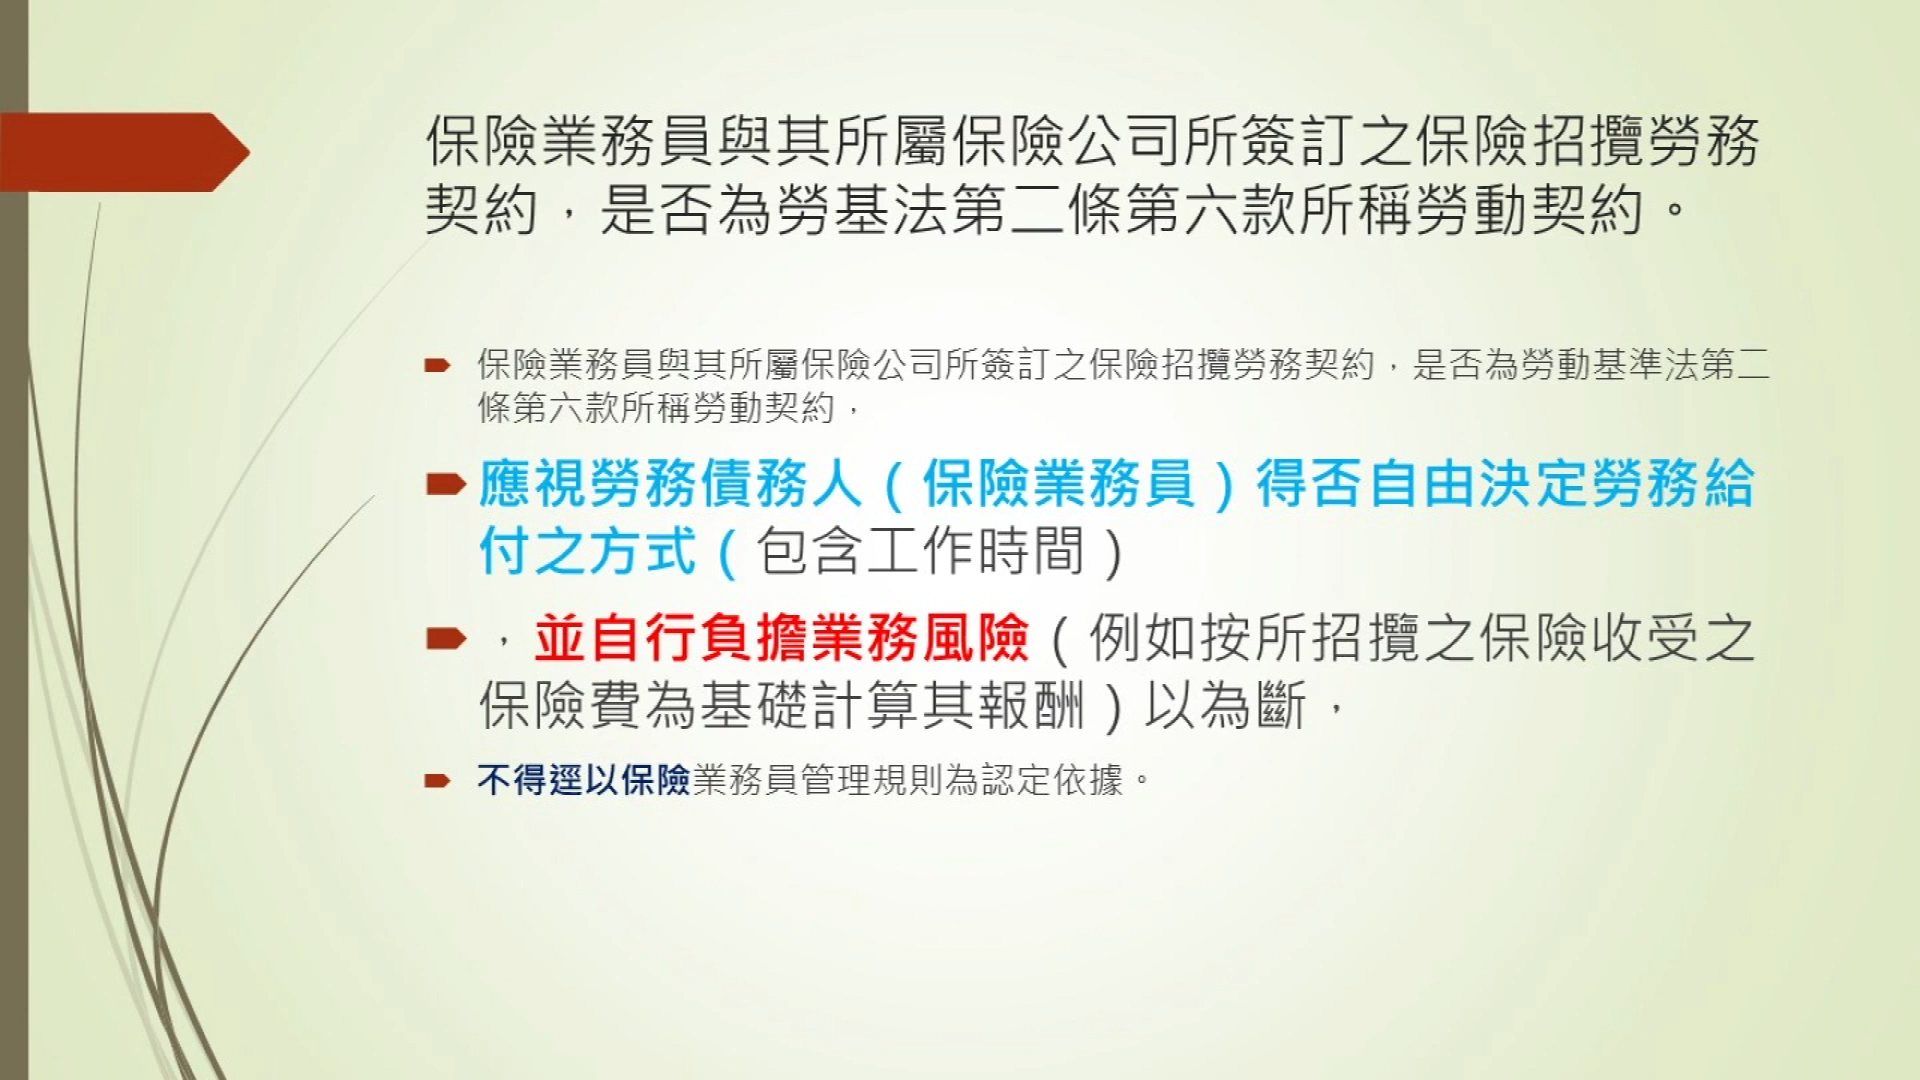 保險業務員與其所屬保險公司所簽訂之保險招攬勞務
契約，是否為勞基法第二條第六款所稱勞動契約。
保險業務員與其所屬保險公司所簽訂之保險招攬勞務契約，是否為勞動基準法第二
條第六款所稱勞動契約，
應視勞務債務人（保險業務員）得否自由決定勞務給
付之方式（包含工作時間）
，並自行負擔業務風險（例如按所招攬之保險收受之
保險費為基礎計算其報酬）以為斷，
不得逕以保險業務員管理規則為認定依據。